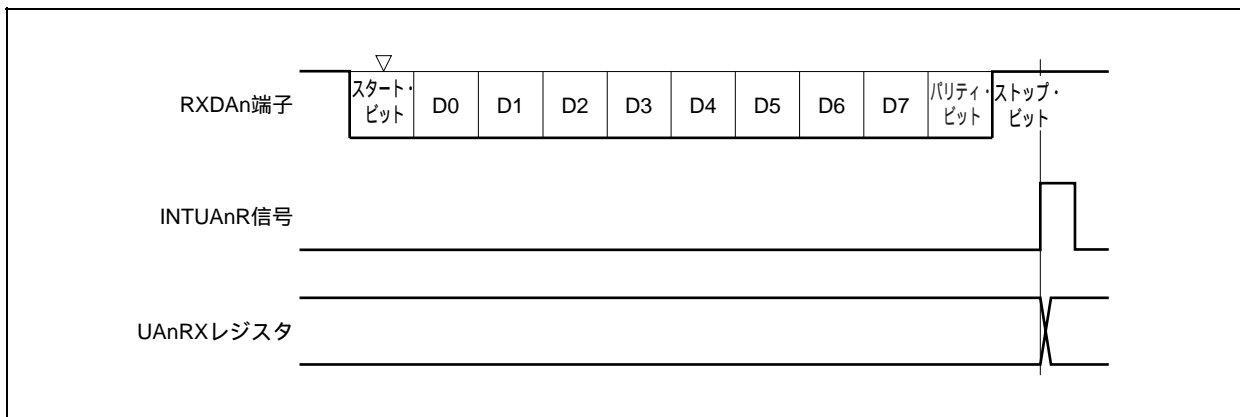 RXDAn端子
スタート・
ビット
D0
D1
D2
D3
D4
D5
D6
D7
パリティ・
ビット
ストップ・
ビット
INTUAnR信号
UAnRXレジスタ